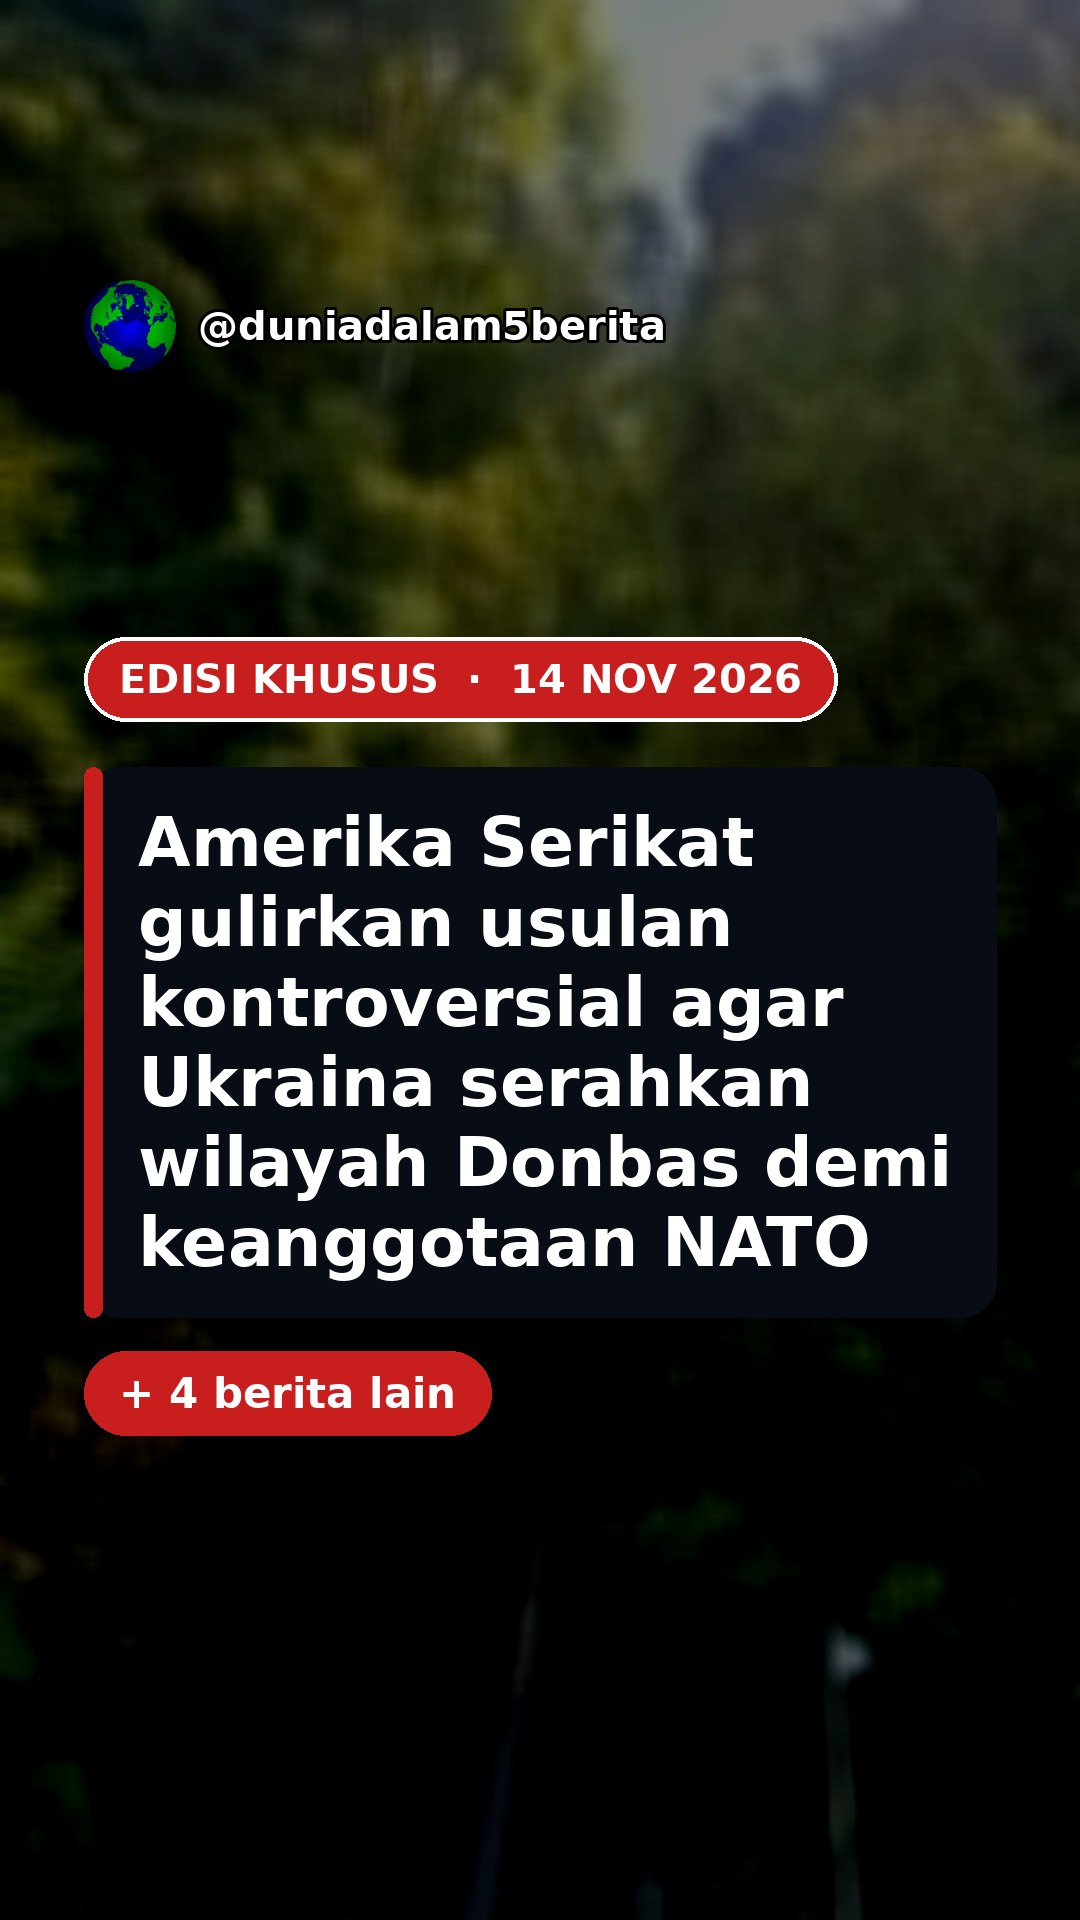 @duniadalam5berita
EDISI KHUSUS · 14 NOV 2026
Amerika Serikat
gulirkan usulan
kontroversial agar
Ukraina serahkan
wilayah Donbas demi
keanggotaan NATO
+ 4 berita lain